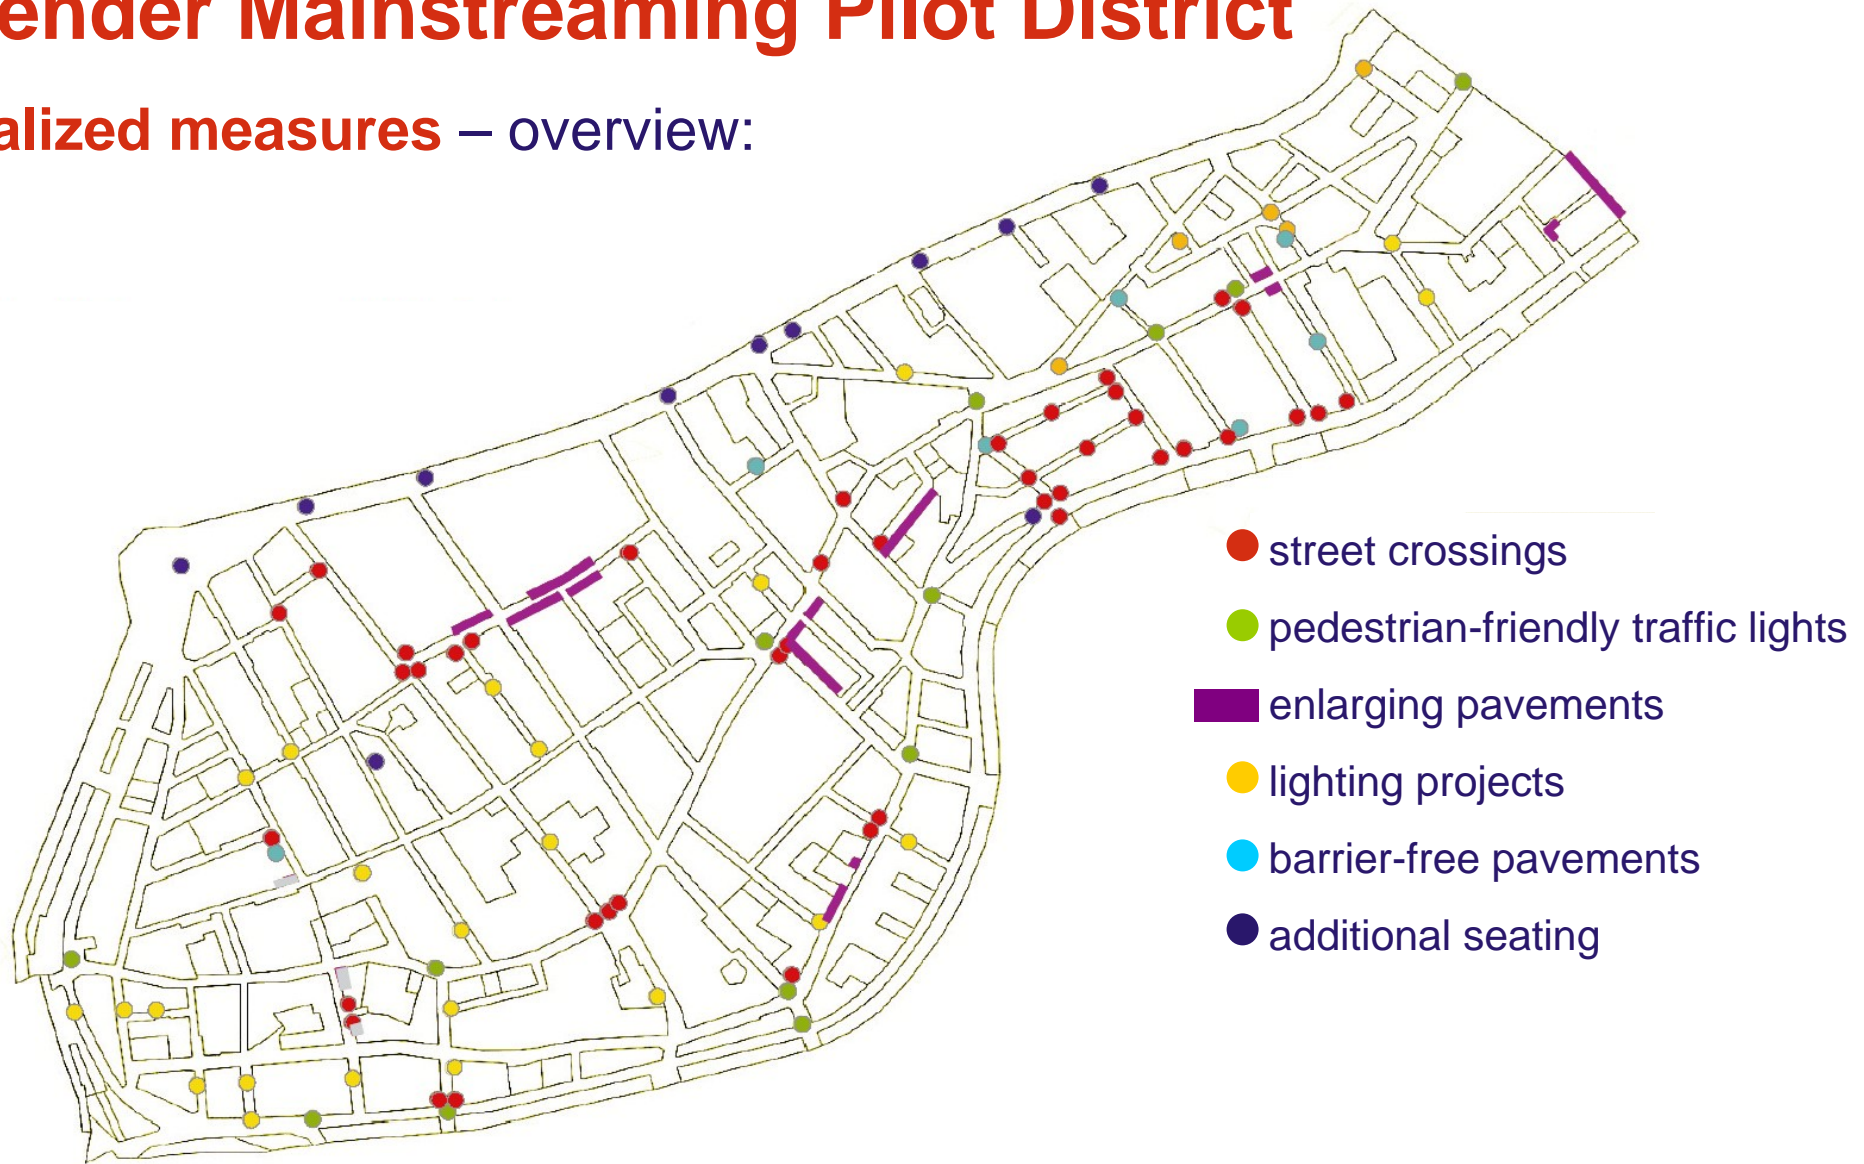 ender Mainstreaming Pilot District
alized measures – overview:
street crossings
pedestrian-friendly traffic lights
enlarging pavements
lighting projects
barrier-free pavements
additional seating